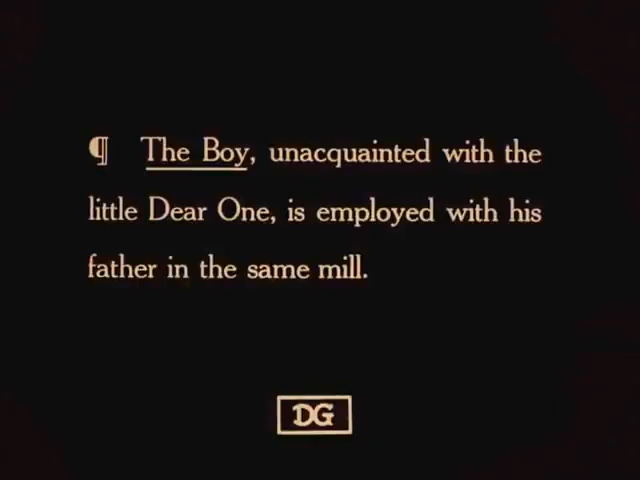 ¶ The Boy, unacquainted with the
little Dear One, is employed with his
father in the same mill.
DG